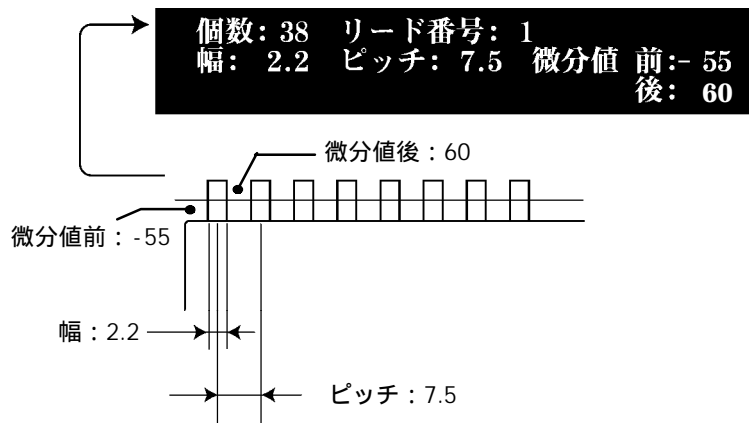 個数: 38 リード番号: 1
幅: 2.2 ピッチ: 7.5 微分値 前:- 55
後: 60
微分値後：60
微分値前：-55
幅：2.2
ピッチ：7.5